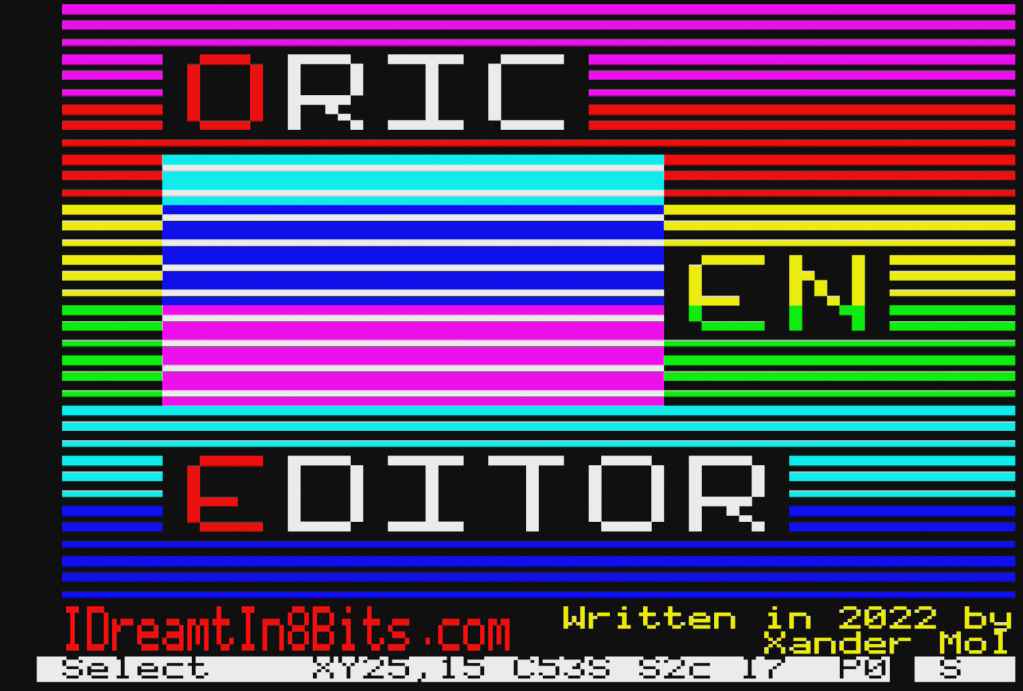 ORIC
EN
EDITOR
IDreamtIn8Bits.com
Written in 2022 by
Xander Mol
Select XY25,15 C53S S2c I7 P0 S